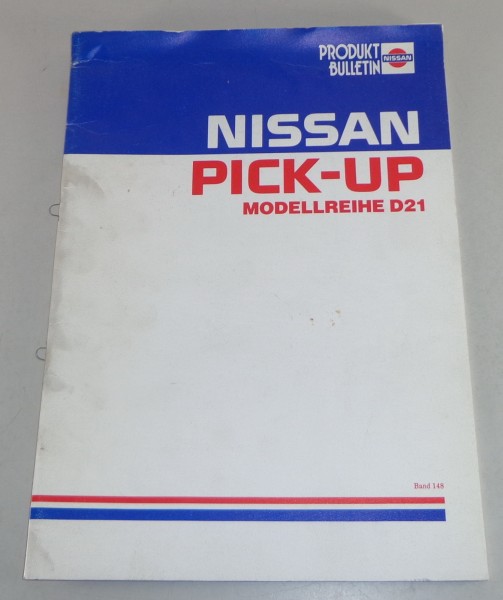 PRODUKT
BULLETIN
NISSAN
NISSAN
PICK-UP
MODELLREIHE D21
Band 148